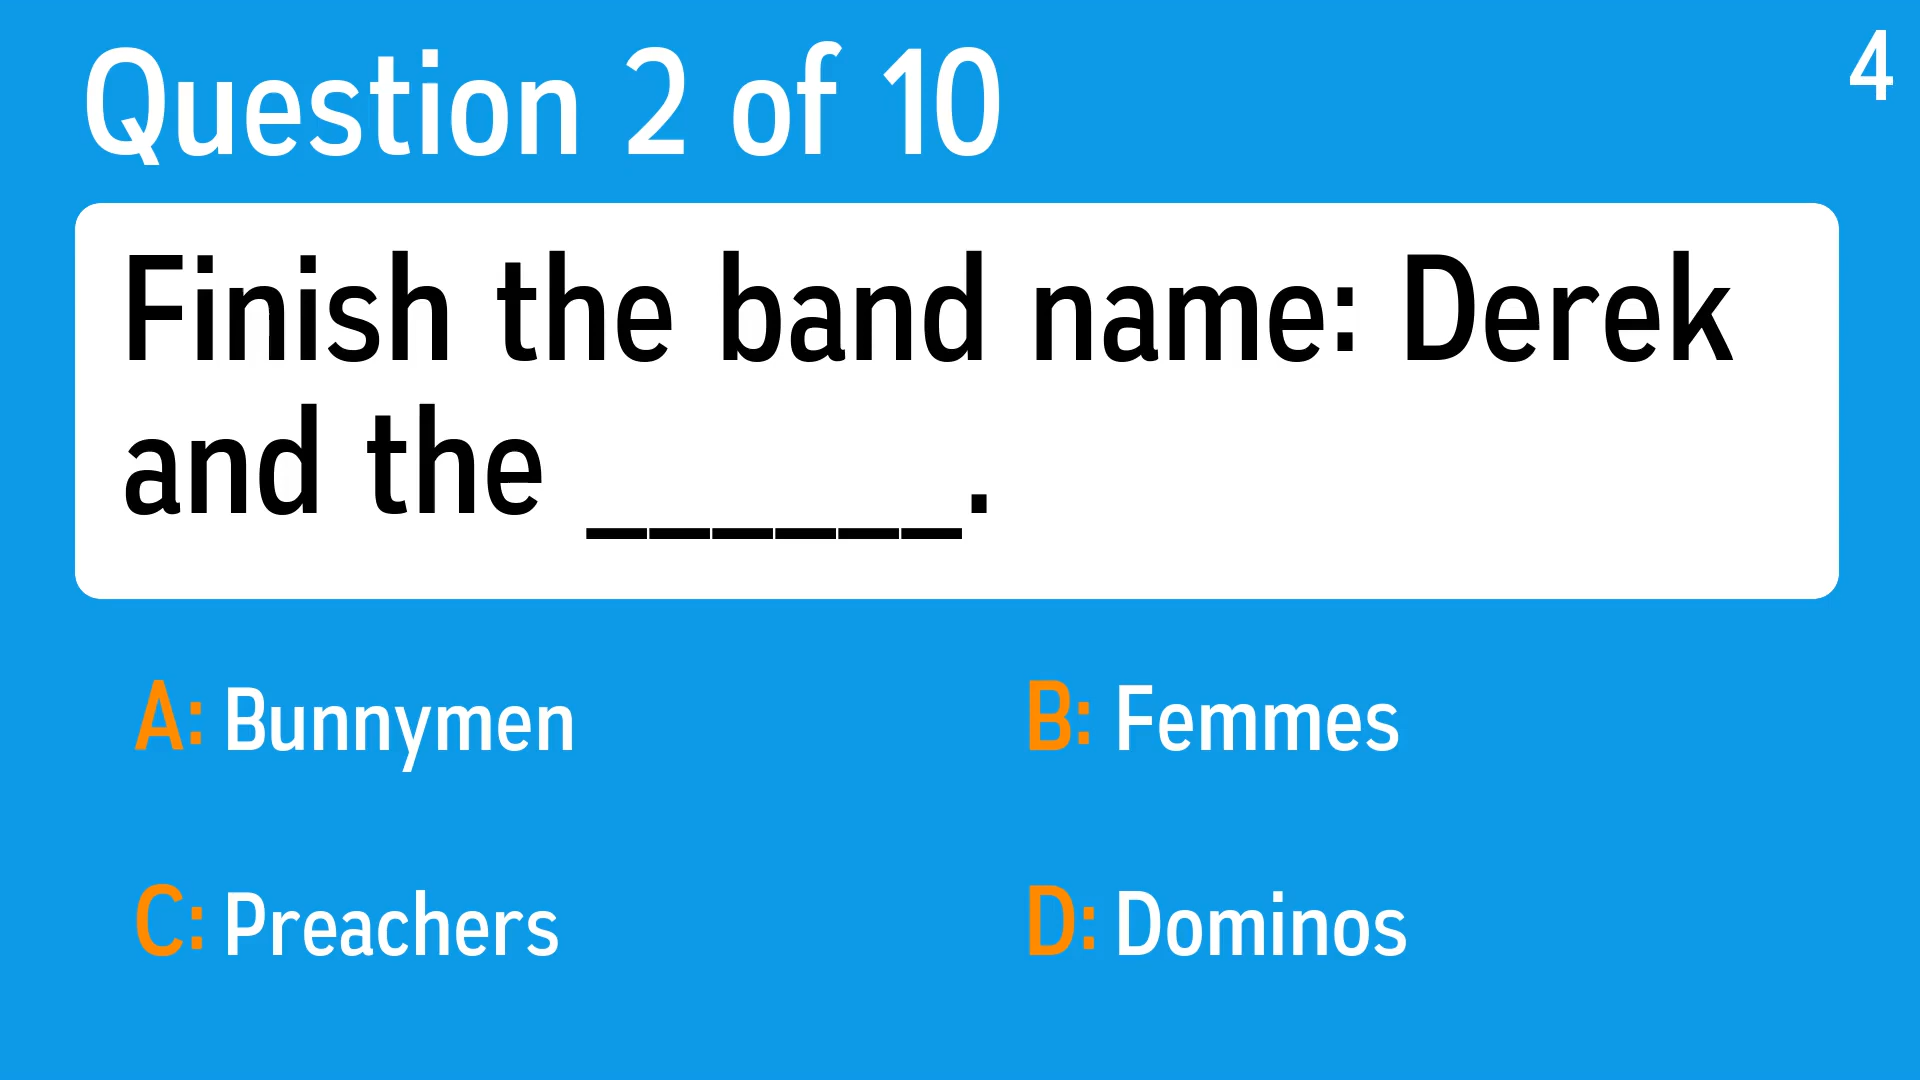 Question 2 of 10
4
Finish the band name: Derek
and the ______.
A: Bunnymen
B: Femmes
C: Preachers
D: Dominos